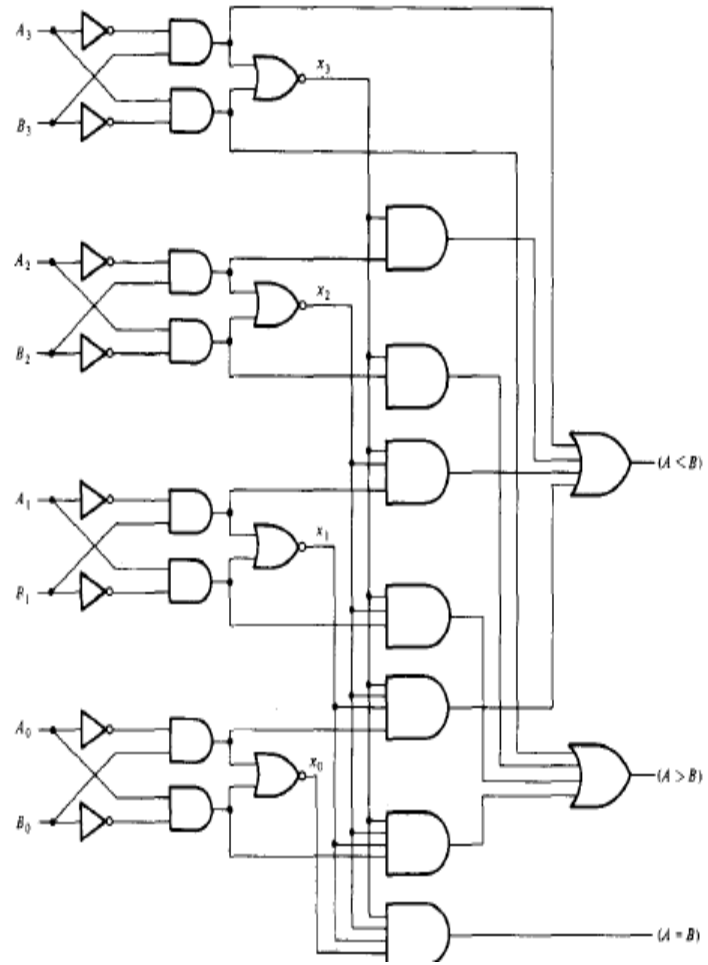 A3
x3
B3
A2
x2
B2
(A < B)
A1
x1
B1
A0
x0
(A > B)
B0
(A = B)